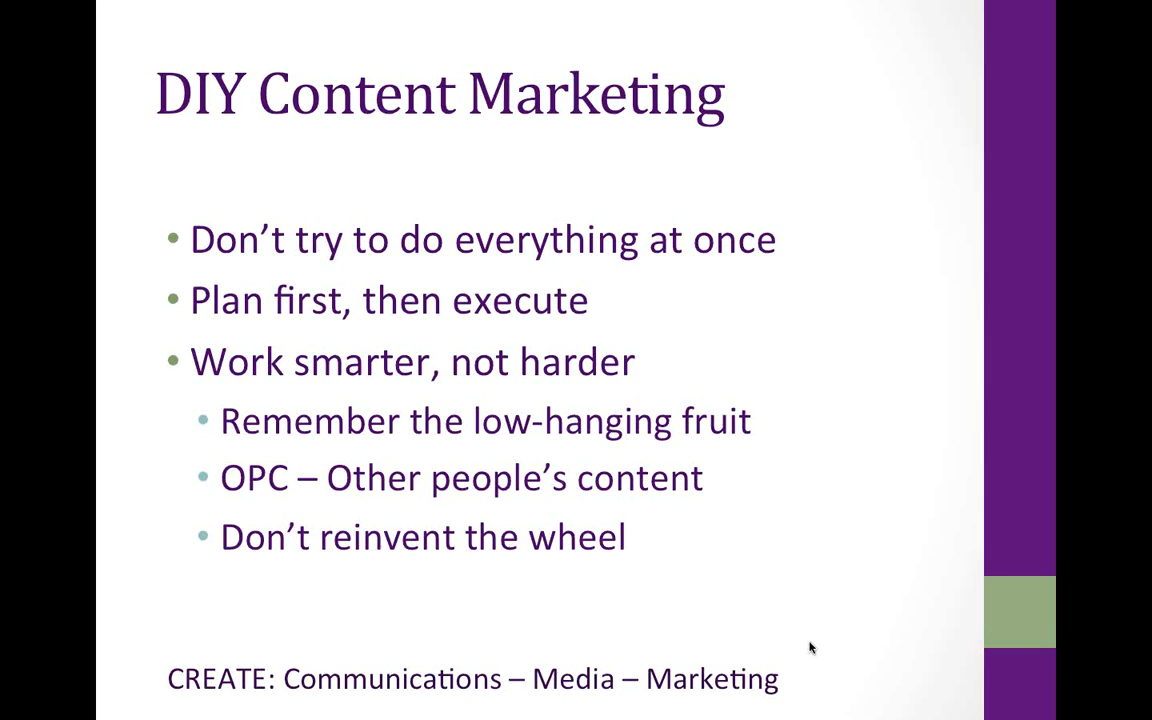 DIY Content Marketing
• Don’t try to do everything at once
• Plan first, then execute
• Work smarter, not harder
• Remember the low-hanging fruit
• OPC – Other people’s content
• Don’t reinvent the wheel
CREATE: Communications – Media – Marketing